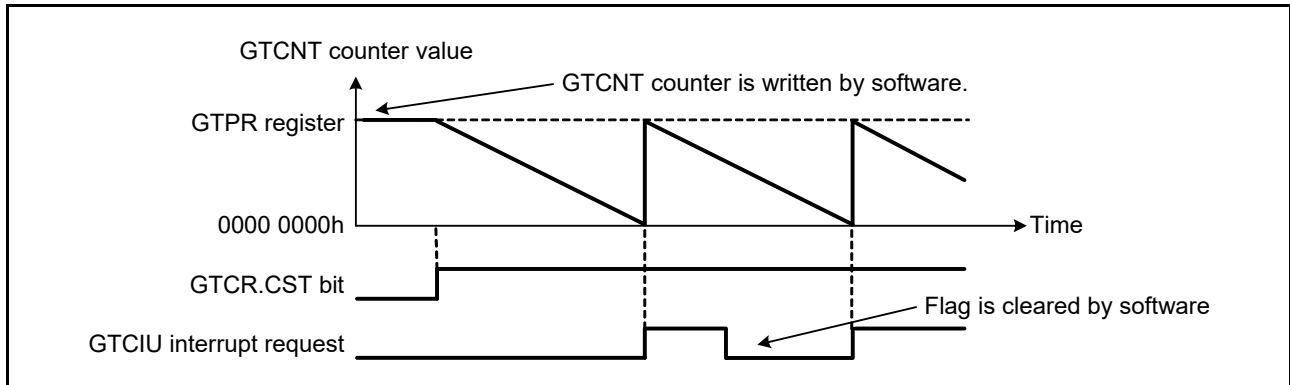 GTCNT counter value
GTCNT counter is written by software.
GTPR register
0000 0000h
Time
GTCR.CST bit
Flag is cleared by software
GTCIU interrupt request